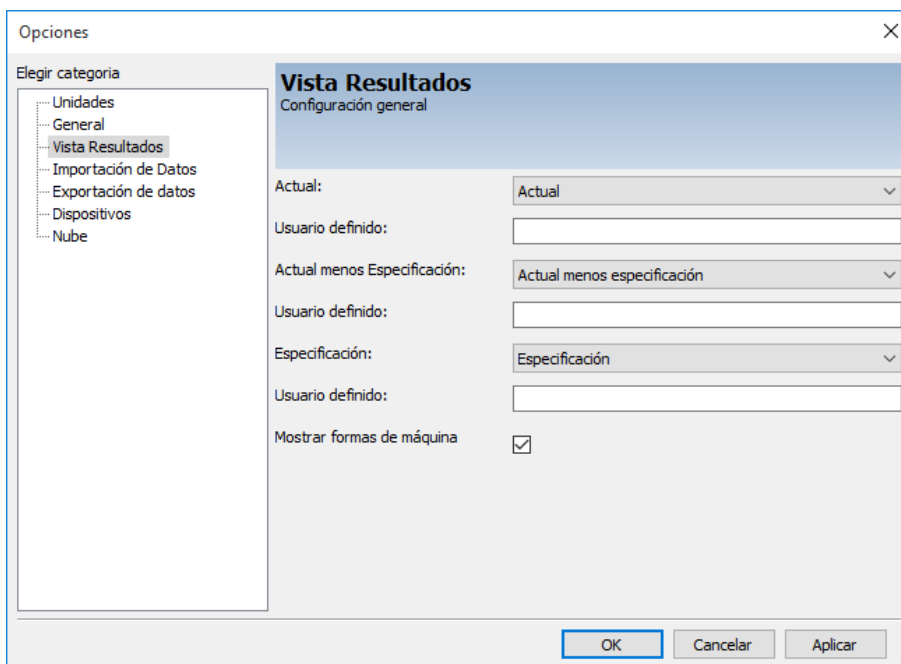 Opciones
Elegir categoria
Unidades
General
Vista Resultados
Importación de Datos
Exportación de datos
Dispositivos
Nube
Vista Resultados
Configuración general
Actual: Actual
Usuario definido:
Actual menos Especificación: Actual menos especificación
Usuario definido:
Especificación: Especificación
Usuario definido:
Mostrar formas de máquina
OK Cancelar Aplicar